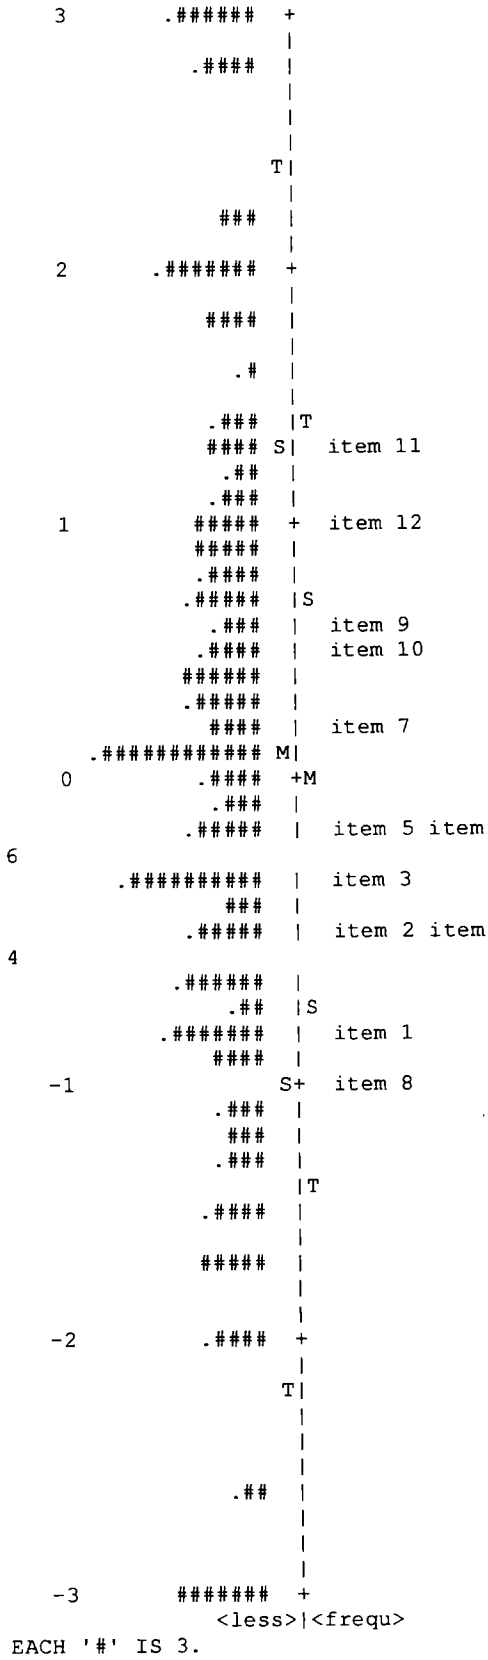 3 .###### +
|
.#### |
|
|
|
T|
|
### |
|
2 .####### +
|
#### |
|
.# |
|
.### |T
#### S| item 11
.## |
.### |
1 ##### + item 12
##### |
.#### |
.##### |S
.### | item 9
.#### | item 10
###### |
.##### |
#### | item 7
.############ M|
0 .#### +M
.### |
.##### | item 5 item
6
.########## | item 3
### |
.##### | item 2 item
4
.###### |
.## |S
.####### | item 1
#### |
-1 S+ item 8
.### |
### |
.### |
|T
.#### |
|
##### |
|
|
-2 .#### +
|
T|
|
|
|
.## |
|
|
|
-3 ####### +
<less>|<frequ>
EACH '#' IS 3.